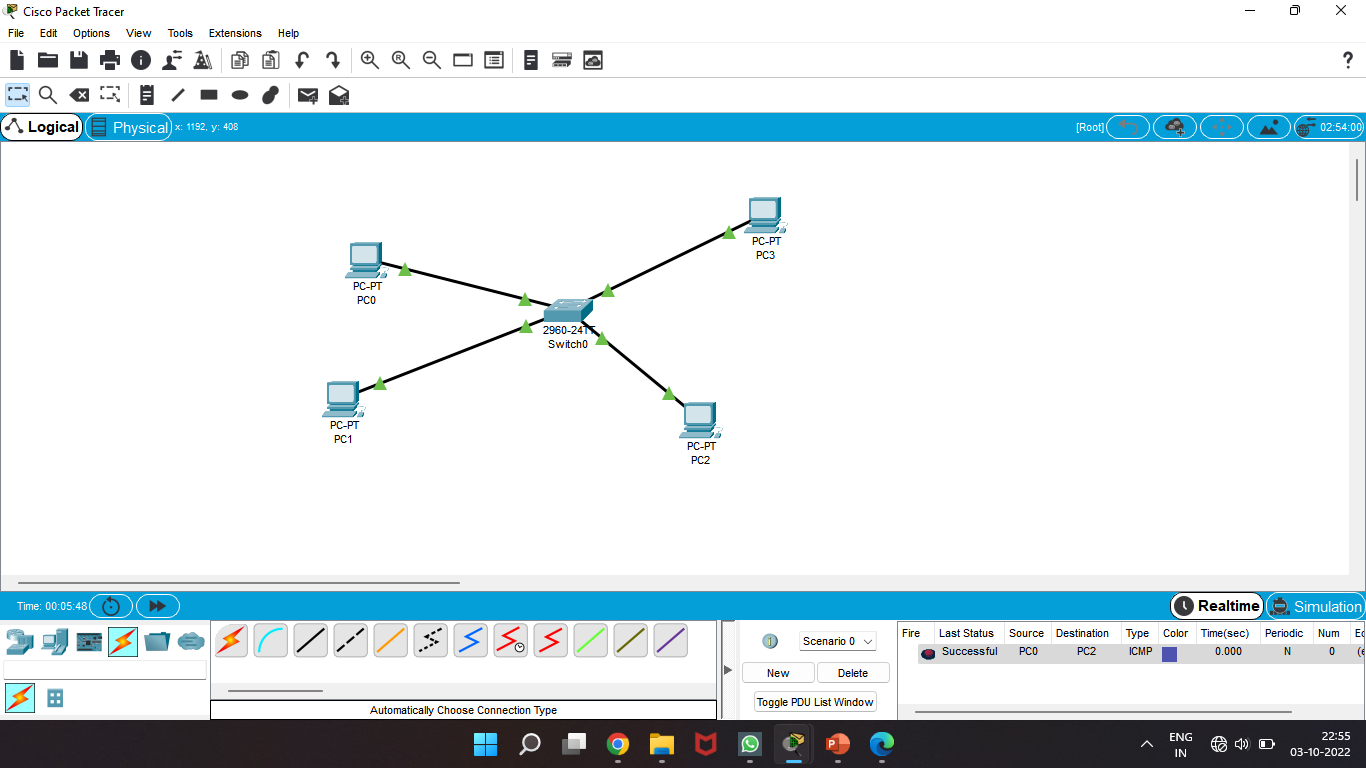 Cisco Packet Tracer
File Edit Options View Tools Extensions Help
?
Logical Physical x: 1192, y: 408 [Root] 02:54:00
PC-PT
PC3
PC-PT
PC0
2960-24TT
Switch0
PC-PT
PC1
PC-PT
PC2
Time: 00:05:48 Realtime Simulation
Scenario 0
New Delete
Toggle PDU List Window
Fire Last Status Source Destination Type Color Time(sec) Periodic Num
Successful PC0 PC2 ICMP 0.000 N 0
Automatically Choose Connection Type
ENG
IN
22:55
03-10-2022